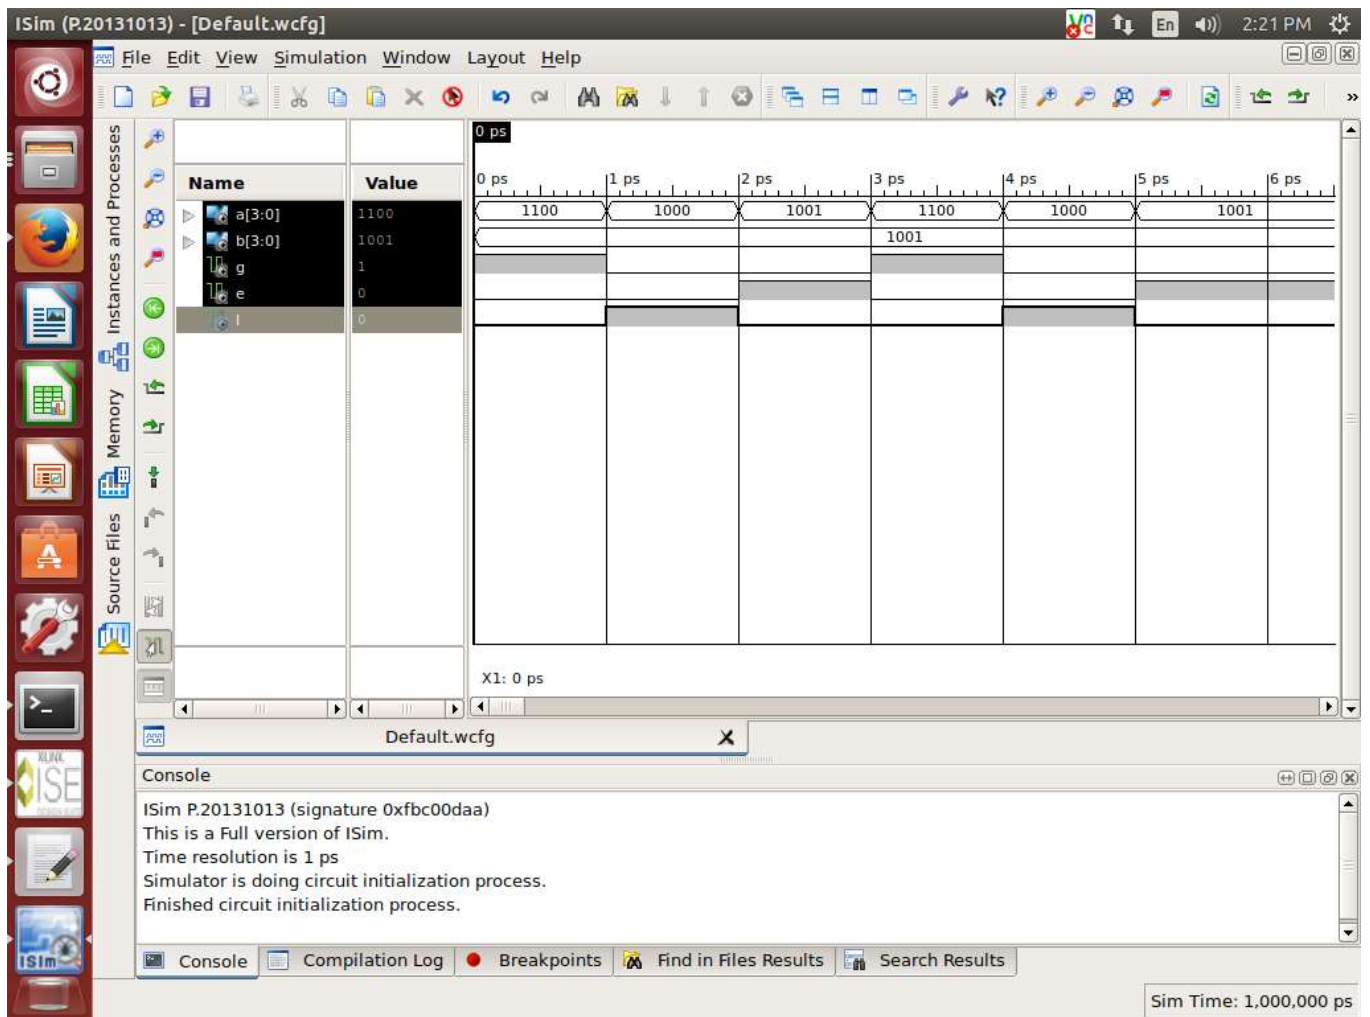 ISim (P.20131013) - [Default.wcfg]
En 2:21 PM
File Edit View Simulation Window Layout Help
»
Instances and Processes
Memory
Source Files
0 ps
Name Value
0 ps 1 ps 2 ps 3 ps 4 ps 5 ps 6 ps
a[3:0] 1100 1100 1000 1001 1100 1000 1001
b[3:0] 1001 1001
g 1
e 0
l 0
X1: 0 ps
Default.wcfg
Console
ISim P.20131013 (signature 0xfbc00daa)
This is a Full version of ISim.
Time resolution is 1 ps
Simulator is doing circuit initialization process.
Finished circuit initialization process.
Console Compilation Log Breakpoints Find in Files Results Search Results
Sim Time: 1,000,000 ps
ISE
ISim